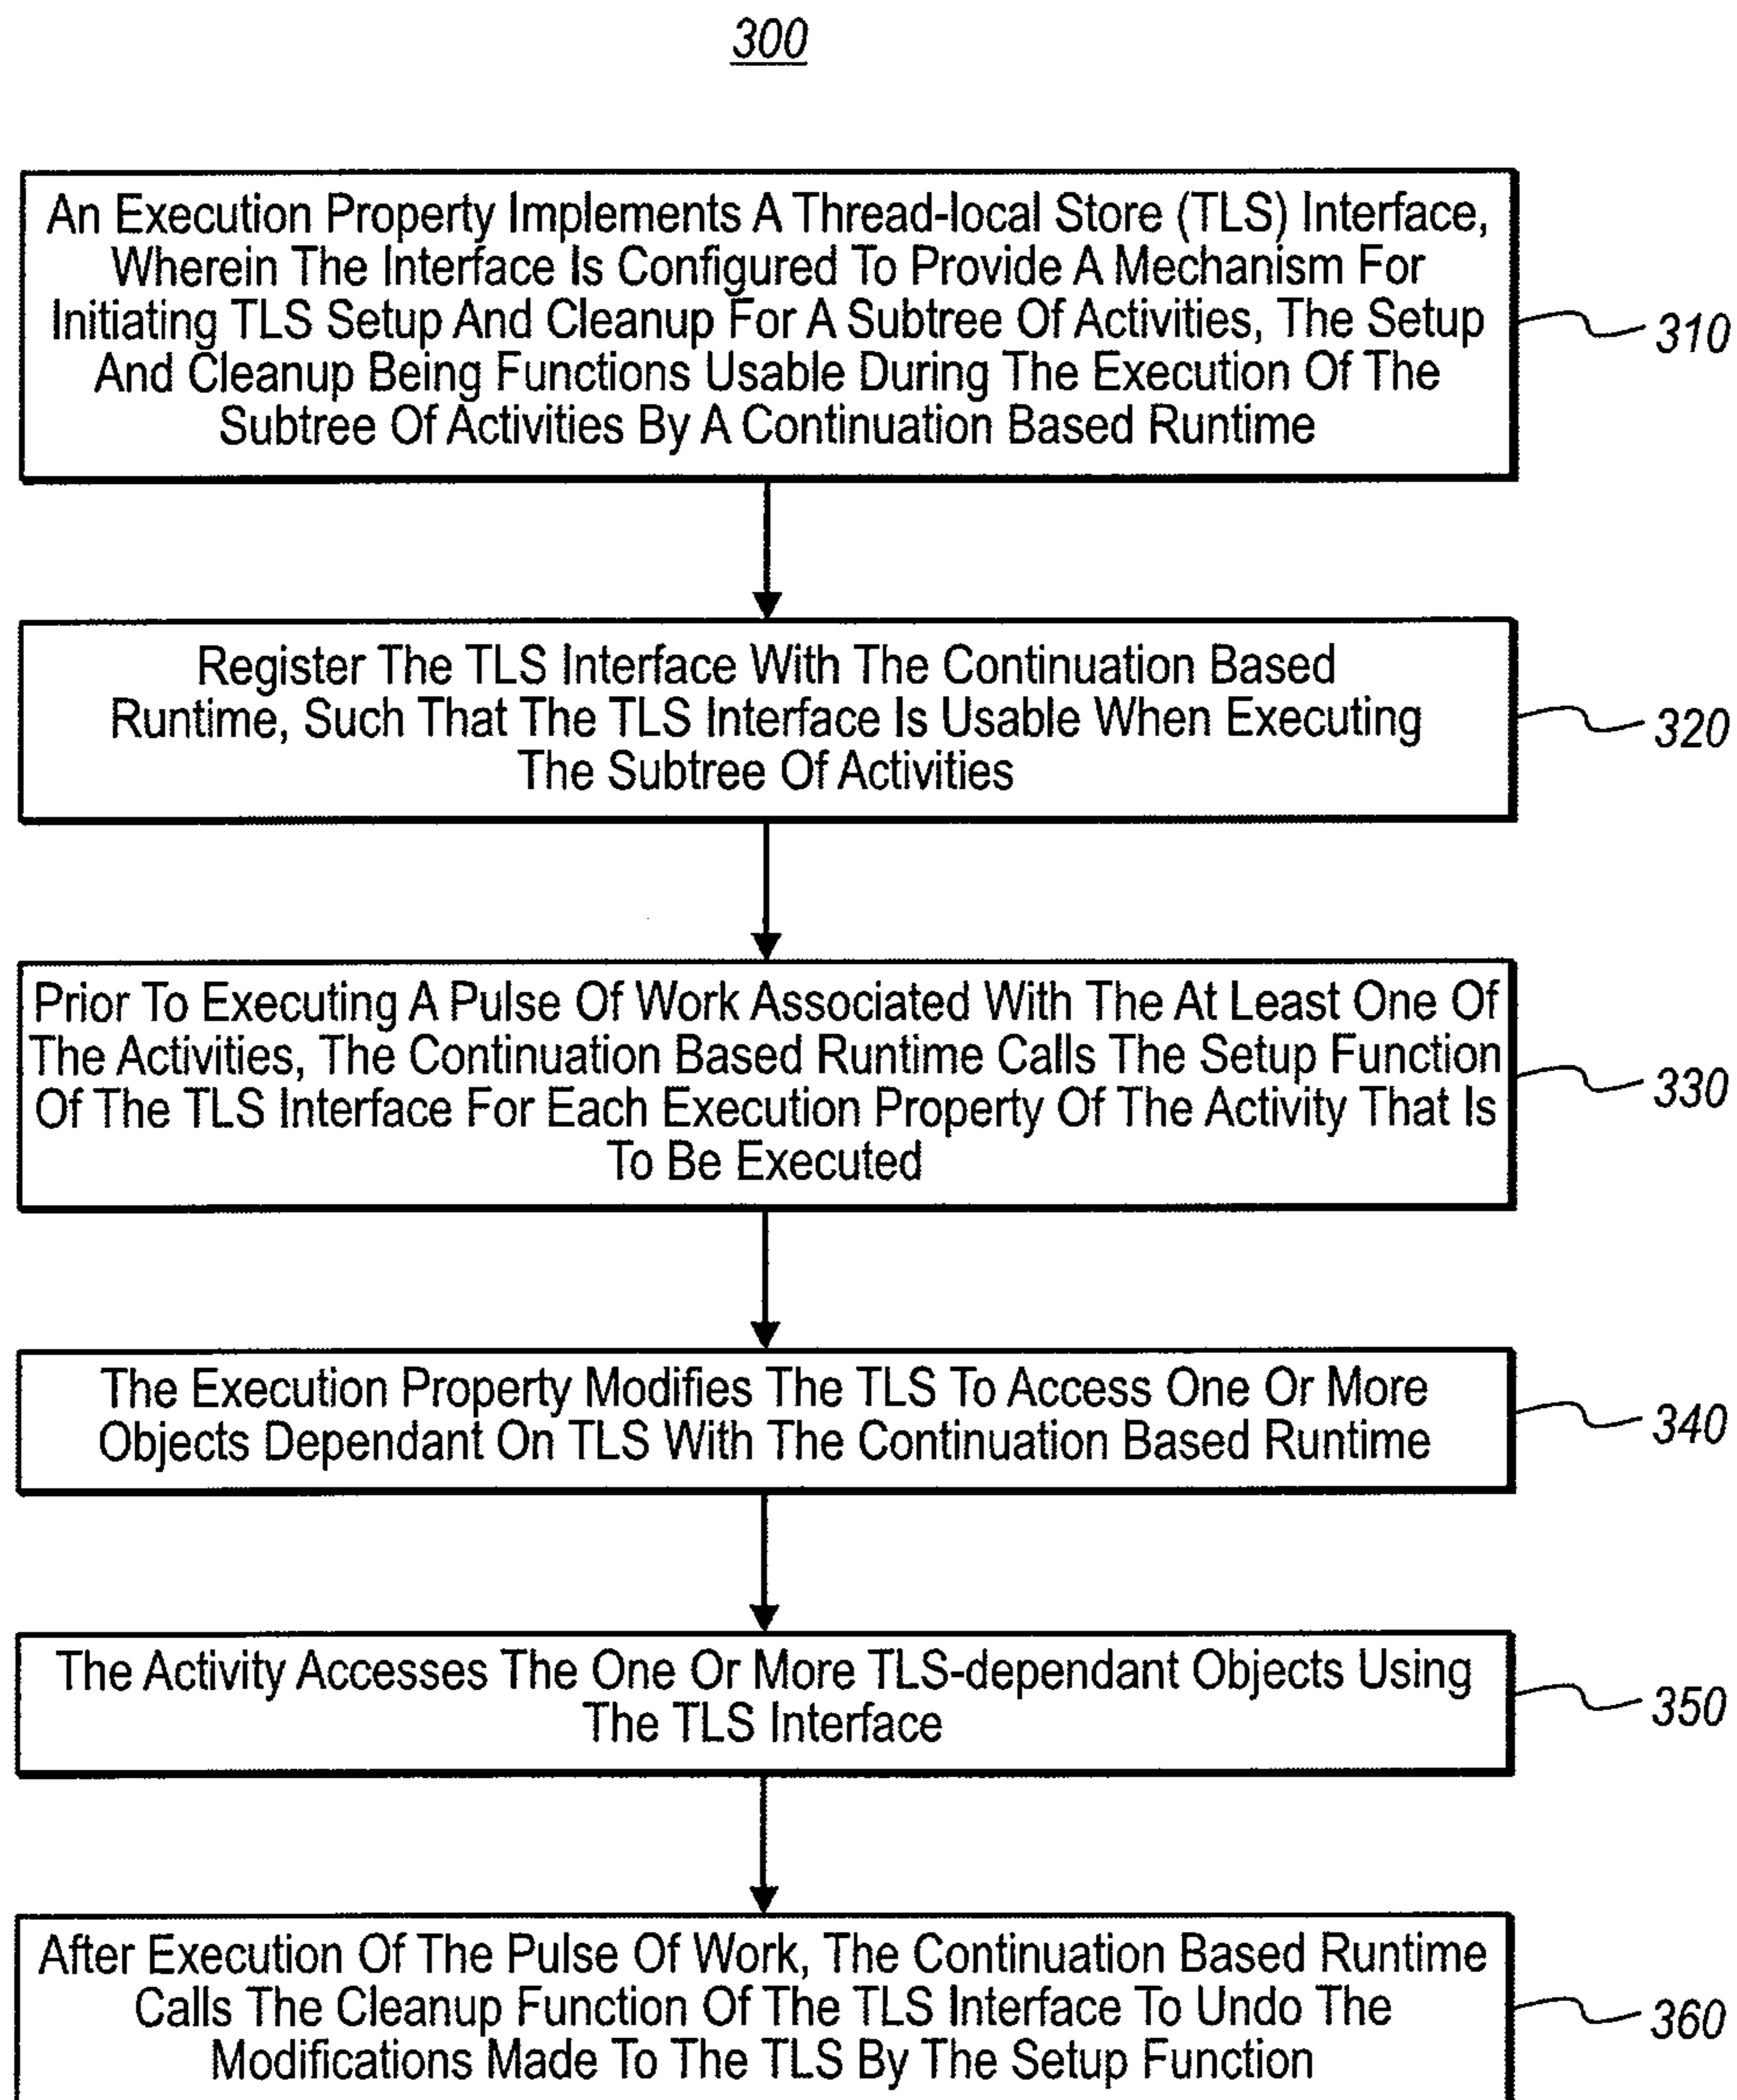 300
An Execution Property Implements A Thread-local Store (TLS) Interface,
Wherein The Interface Is Configured To Provide A Mechanism For
Initiating TLS Setup And Cleanup For A Subtree Of Activities, The Setup
And Cleanup Being Functions Usable During The Execution Of The
Subtree Of Activities By A Continuation Based Runtime
310
Register The TLS Interface With The Continuation Based
Runtime, Such That The TLS Interface Is Usable When Executing
The Subtree Of Activities
320
Prior To Executing A Pulse Of Work Associated With The At Least One Of
The Activities, The Continuation Based Runtime Calls The Setup Function
Of The TLS Interface For Each Execution Property Of The Activity That Is
To Be Executed
330
The Execution Property Modifies The TLS To Access One Or More
Objects Dependant On TLS With The Continuation Based Runtime
340
The Activity Accesses The One Or More TLS-dependant Objects Using
The TLS Interface
350
After Execution Of The Pulse Of Work, The Continuation Based Runtime
Calls The Cleanup Function Of The TLS Interface To Undo The
Modifications Made To The TLS By The Setup Function
360